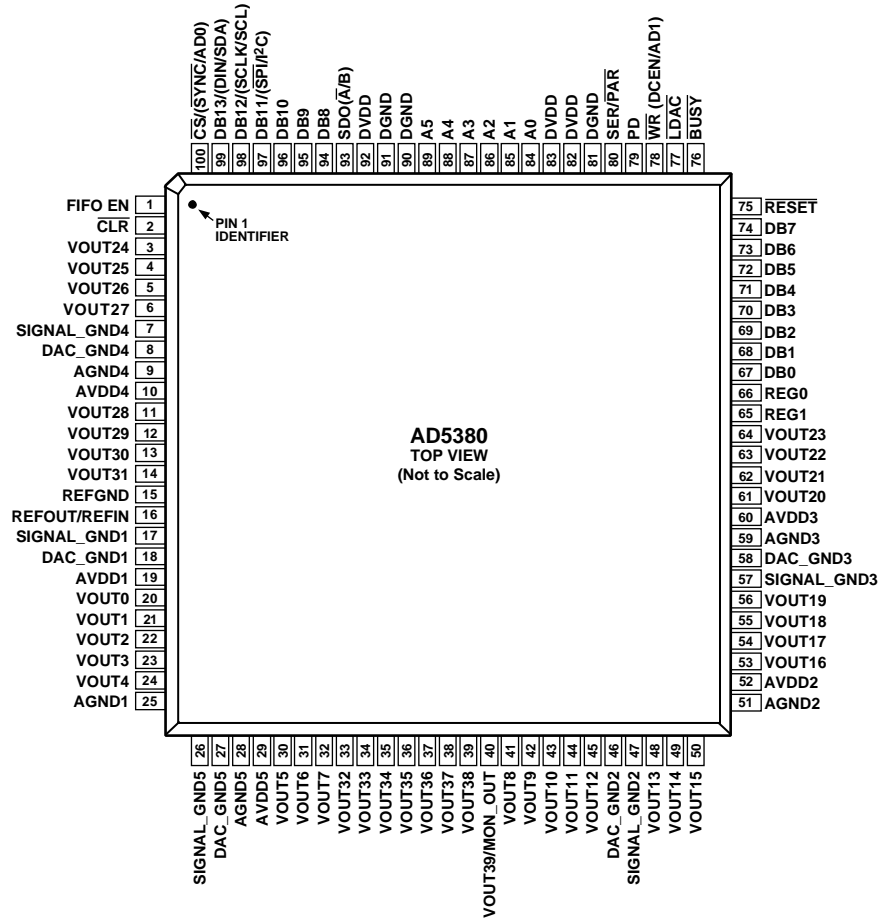 CS/(SYNC/AD0)
DB13/(DIN/SDA)
DB12/(SCLK/SCL)
DB11/(SPI/I²C)
DB10
DB9
DB8
SDO(A/B)
DVDD
DGND
DGND
A5
A4
A3
A2
A1
A0
DVDD
DVDD
DGND
SER/PAR
PD
WR (DCEN/AD1)
LDAC
BUSY
100
99
98
97
96
95
94
93
92
91
90
89
88
87
86
85
84
83
82
81
80
79
78
77
76
FIFO EN 1
CLR 2
VOUT24 3
VOUT25 4
VOUT26 5
VOUT27 6
SIGNAL_GND4 7
DAC_GND4 8
AGND4 9
AVDD4 10
VOUT28 11
VOUT29 12
VOUT30 13
VOUT31 14
REFGND 15
REFOUT/REFIN 16
SIGNAL_GND1 17
DAC_GND1 18
AVDD1 19
VOUT0 20
VOUT1 21
VOUT2 22
VOUT3 23
VOUT4 24
AGND1 25
PIN 1
IDENTIFIER
AD5380
TOP VIEW
(Not to Scale)
75 RESET
74 DB7
73 DB6
72 DB5
71 DB4
70 DB3
69 DB2
68 DB1
67 DB0
66 REG0
65 REG1
64 VOUT23
63 VOUT22
62 VOUT21
61 VOUT20
60 AVDD3
59 AGND3
58 DAC_GND3
57 SIGNAL_GND3
56 VOUT19
55 VOUT18
54 VOUT17
53 VOUT16
52 AVDD2
51 AGND2
26
27
28
29
30
31
32
33
34
35
36
37
38
39
40
41
42
43
44
45
46
47
48
49
50
SIGNAL_GND5
DAC_GND5
AGND5
AVDD5
VOUT5
VOUT6
VOUT7
VOUT32
VOUT33
VOUT34
VOUT35
VOUT36
VOUT37
VOUT38
VOUT39/MON_OUT
VOUT8
VOUT9
VOUT10
VOUT11
VOUT12
DAC_GND2
SIGNAL_GND2
VOUT13
VOUT14
VOUT15